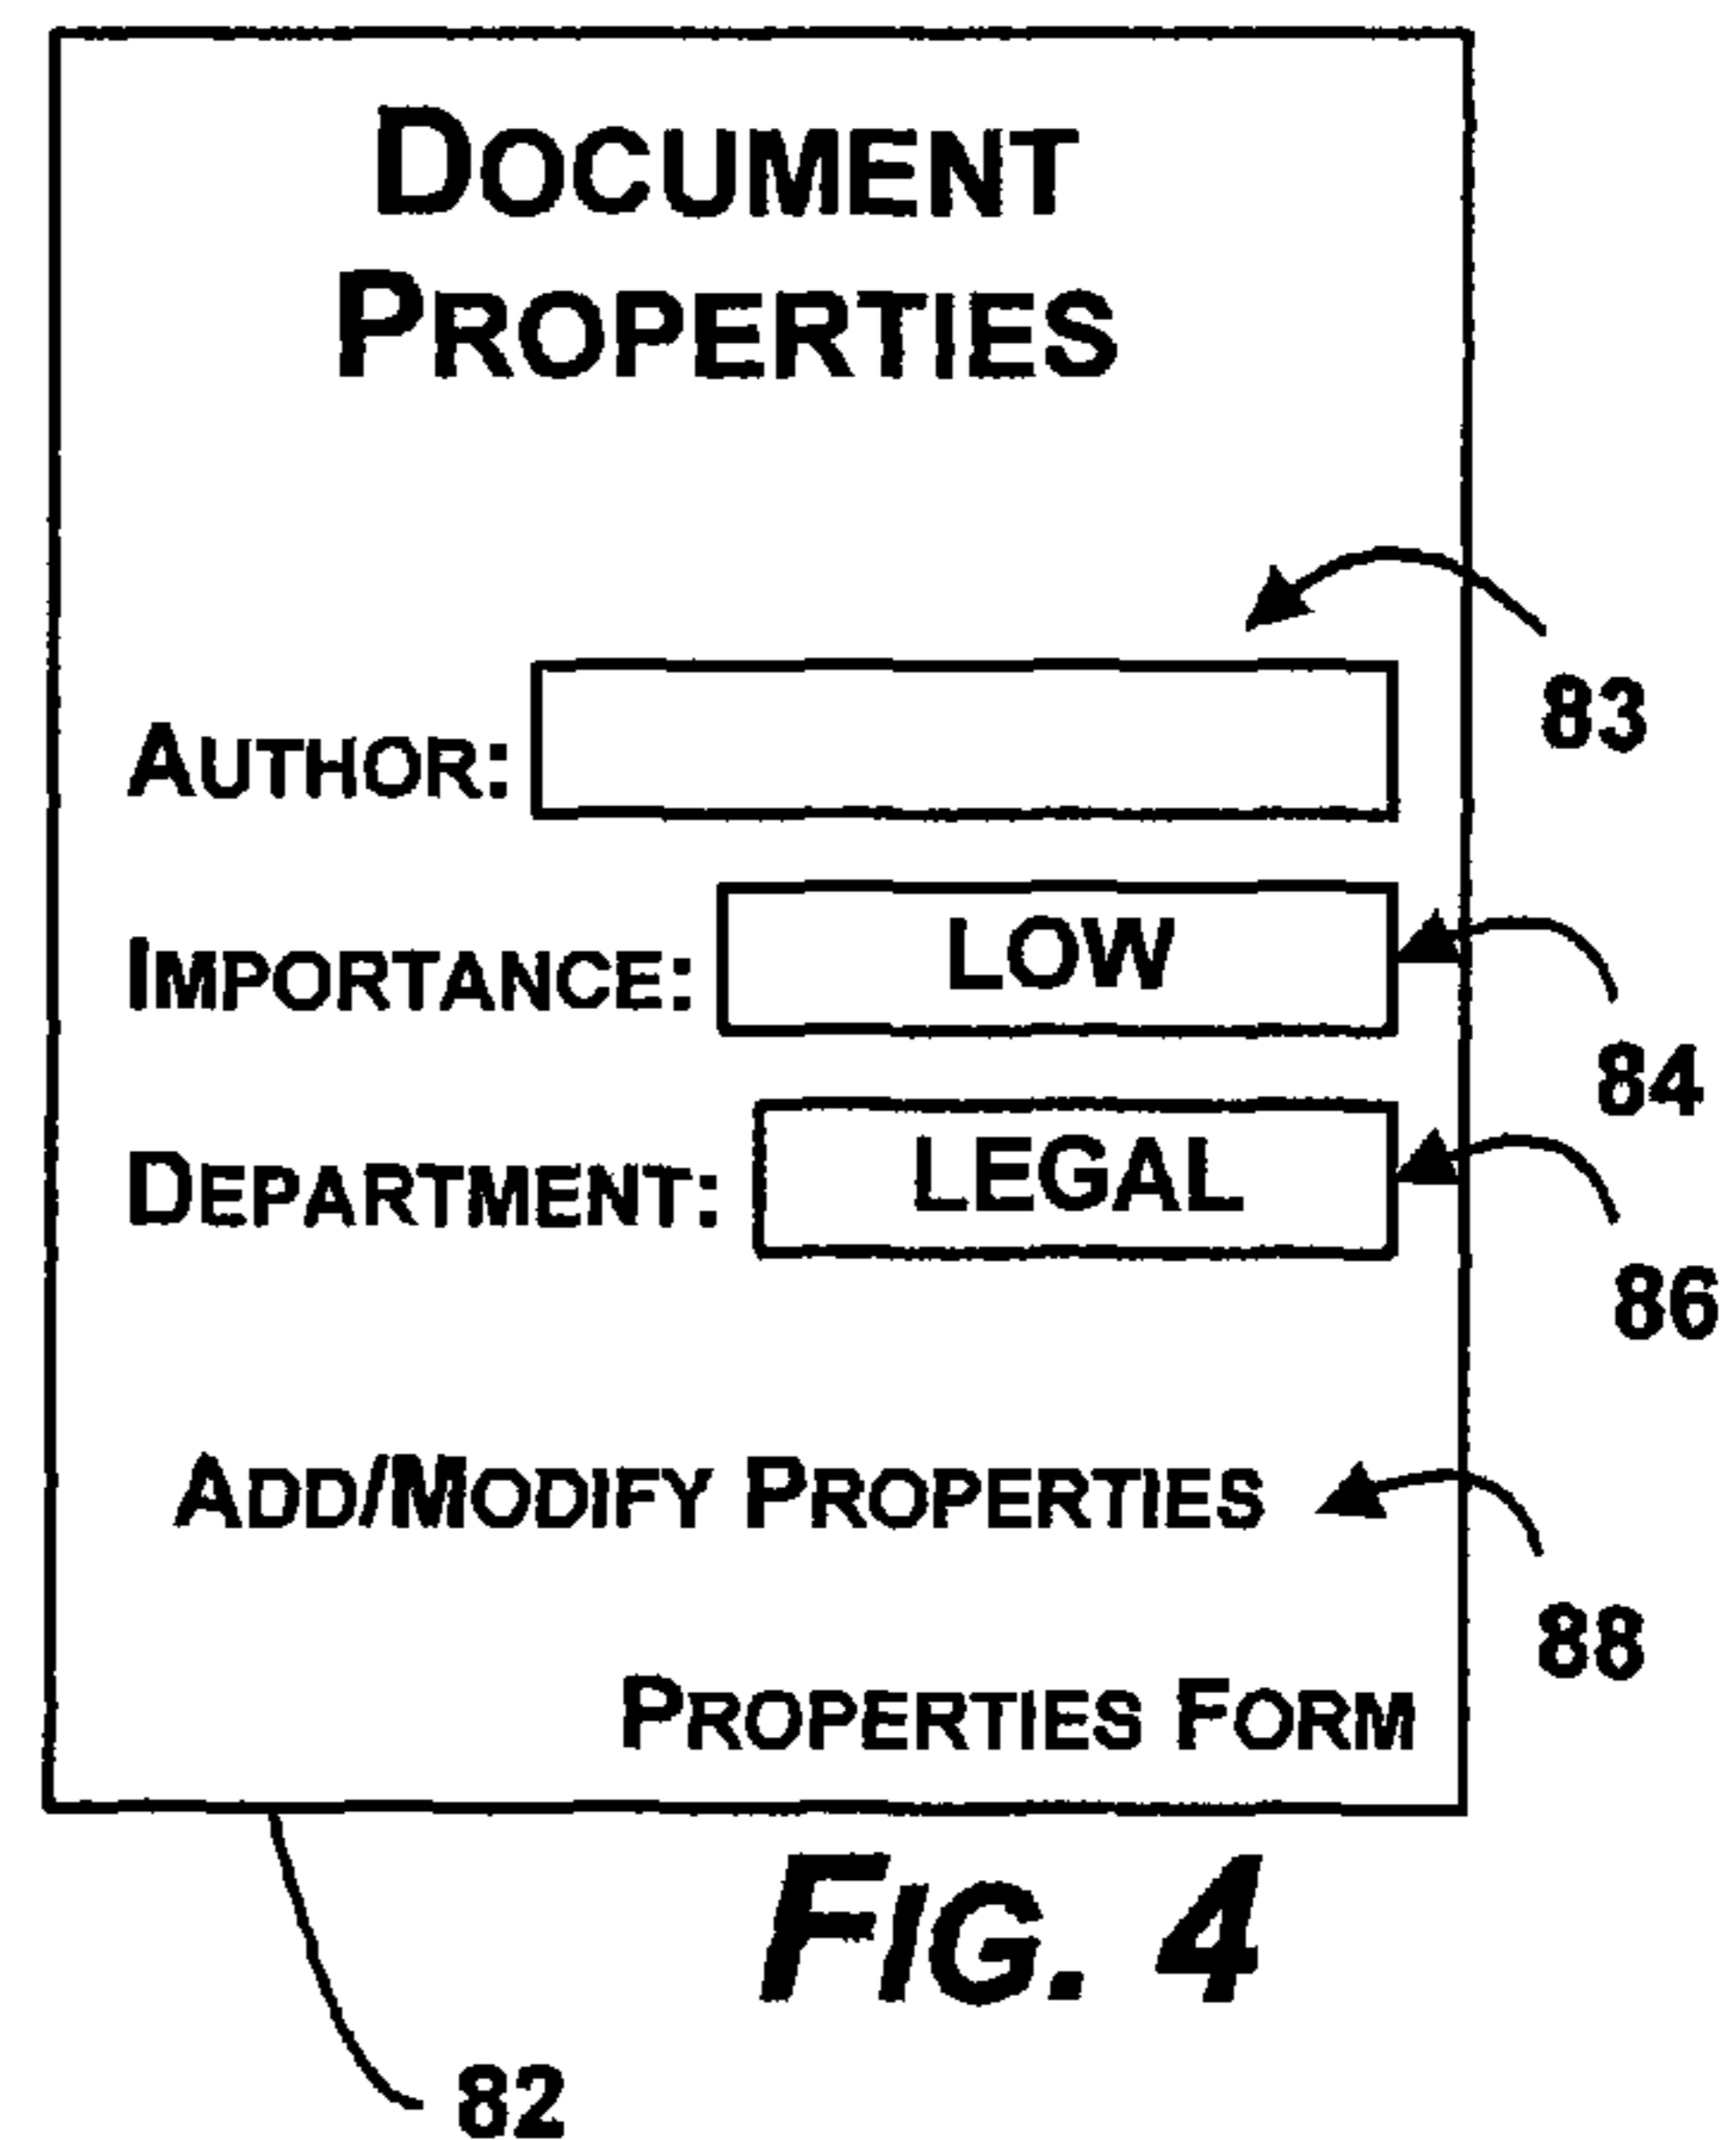 DOCUMENT
PROPERTIES
83
AUTHOR:
IMPORTANCE: LOW
84
DEPARTMENT: LEGAL
86
ADD/MODIFY PROPERTIES
88
PROPERTIES FORM
FIG. 4
82